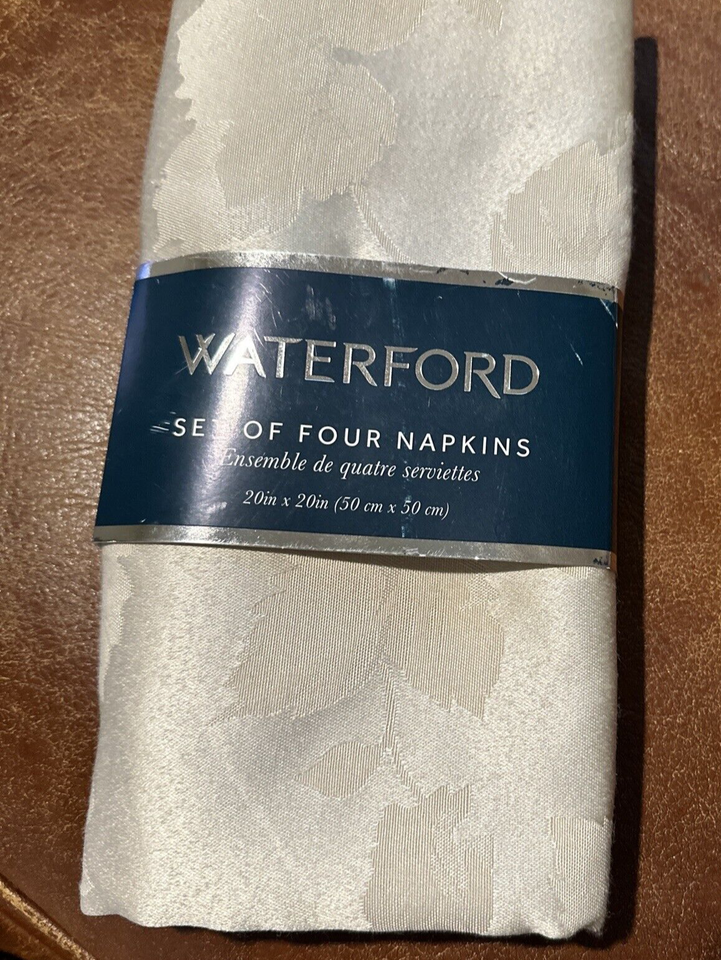 WATERFORD
SET OF FOUR NAPKINS
Ensemble de quatre serviettes
20in x 20in (50 cm x 50 cm)